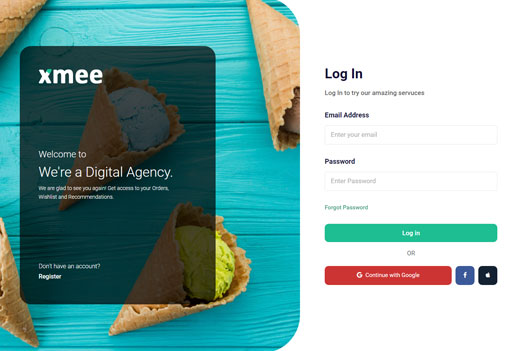 xmee
Welcome to
We're a Digital Agency.
We are glad to see you again! Get access to your Orders,
Wishlist and Recommendations.
Don't have an account?
Register
Log In
Log In to try our amazing servuces
Email Address
Enter your email
Password
Enter Password
Forgot Password
Log in
OR
G Continue with Google
f